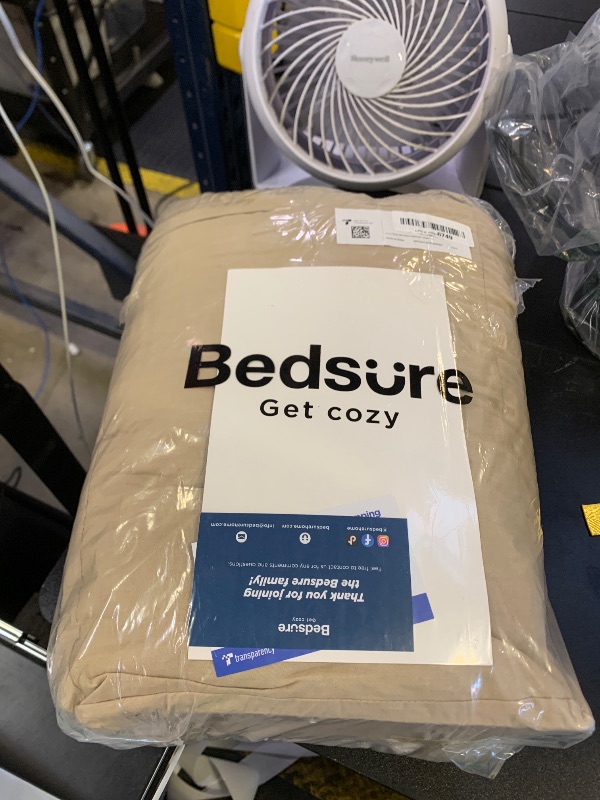 Honeywell
Bedsure
Get cozy
Bedsure
Get cozy
Thank you for joining
the Bedsure family!
Feel free to contact us for any comments and questions.
@bedsurehome
bedsurehome.com
info@bedsurehome.com
transparency